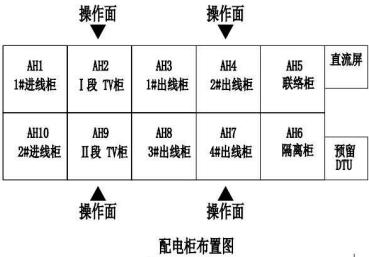 操作面 操作面
AH1 AH2 AH3 AH4 AH5 直流屏
1#进线柜 I段 TV柜 1#出线柜 2#出线柜 联络柜
AH10 AH9 AH8 AH7 AH6 预留
2#进线柜 II段 TV柜 3#出线柜 4#出线柜 隔离柜 DTU
操作面 操作面
配电柜布置图